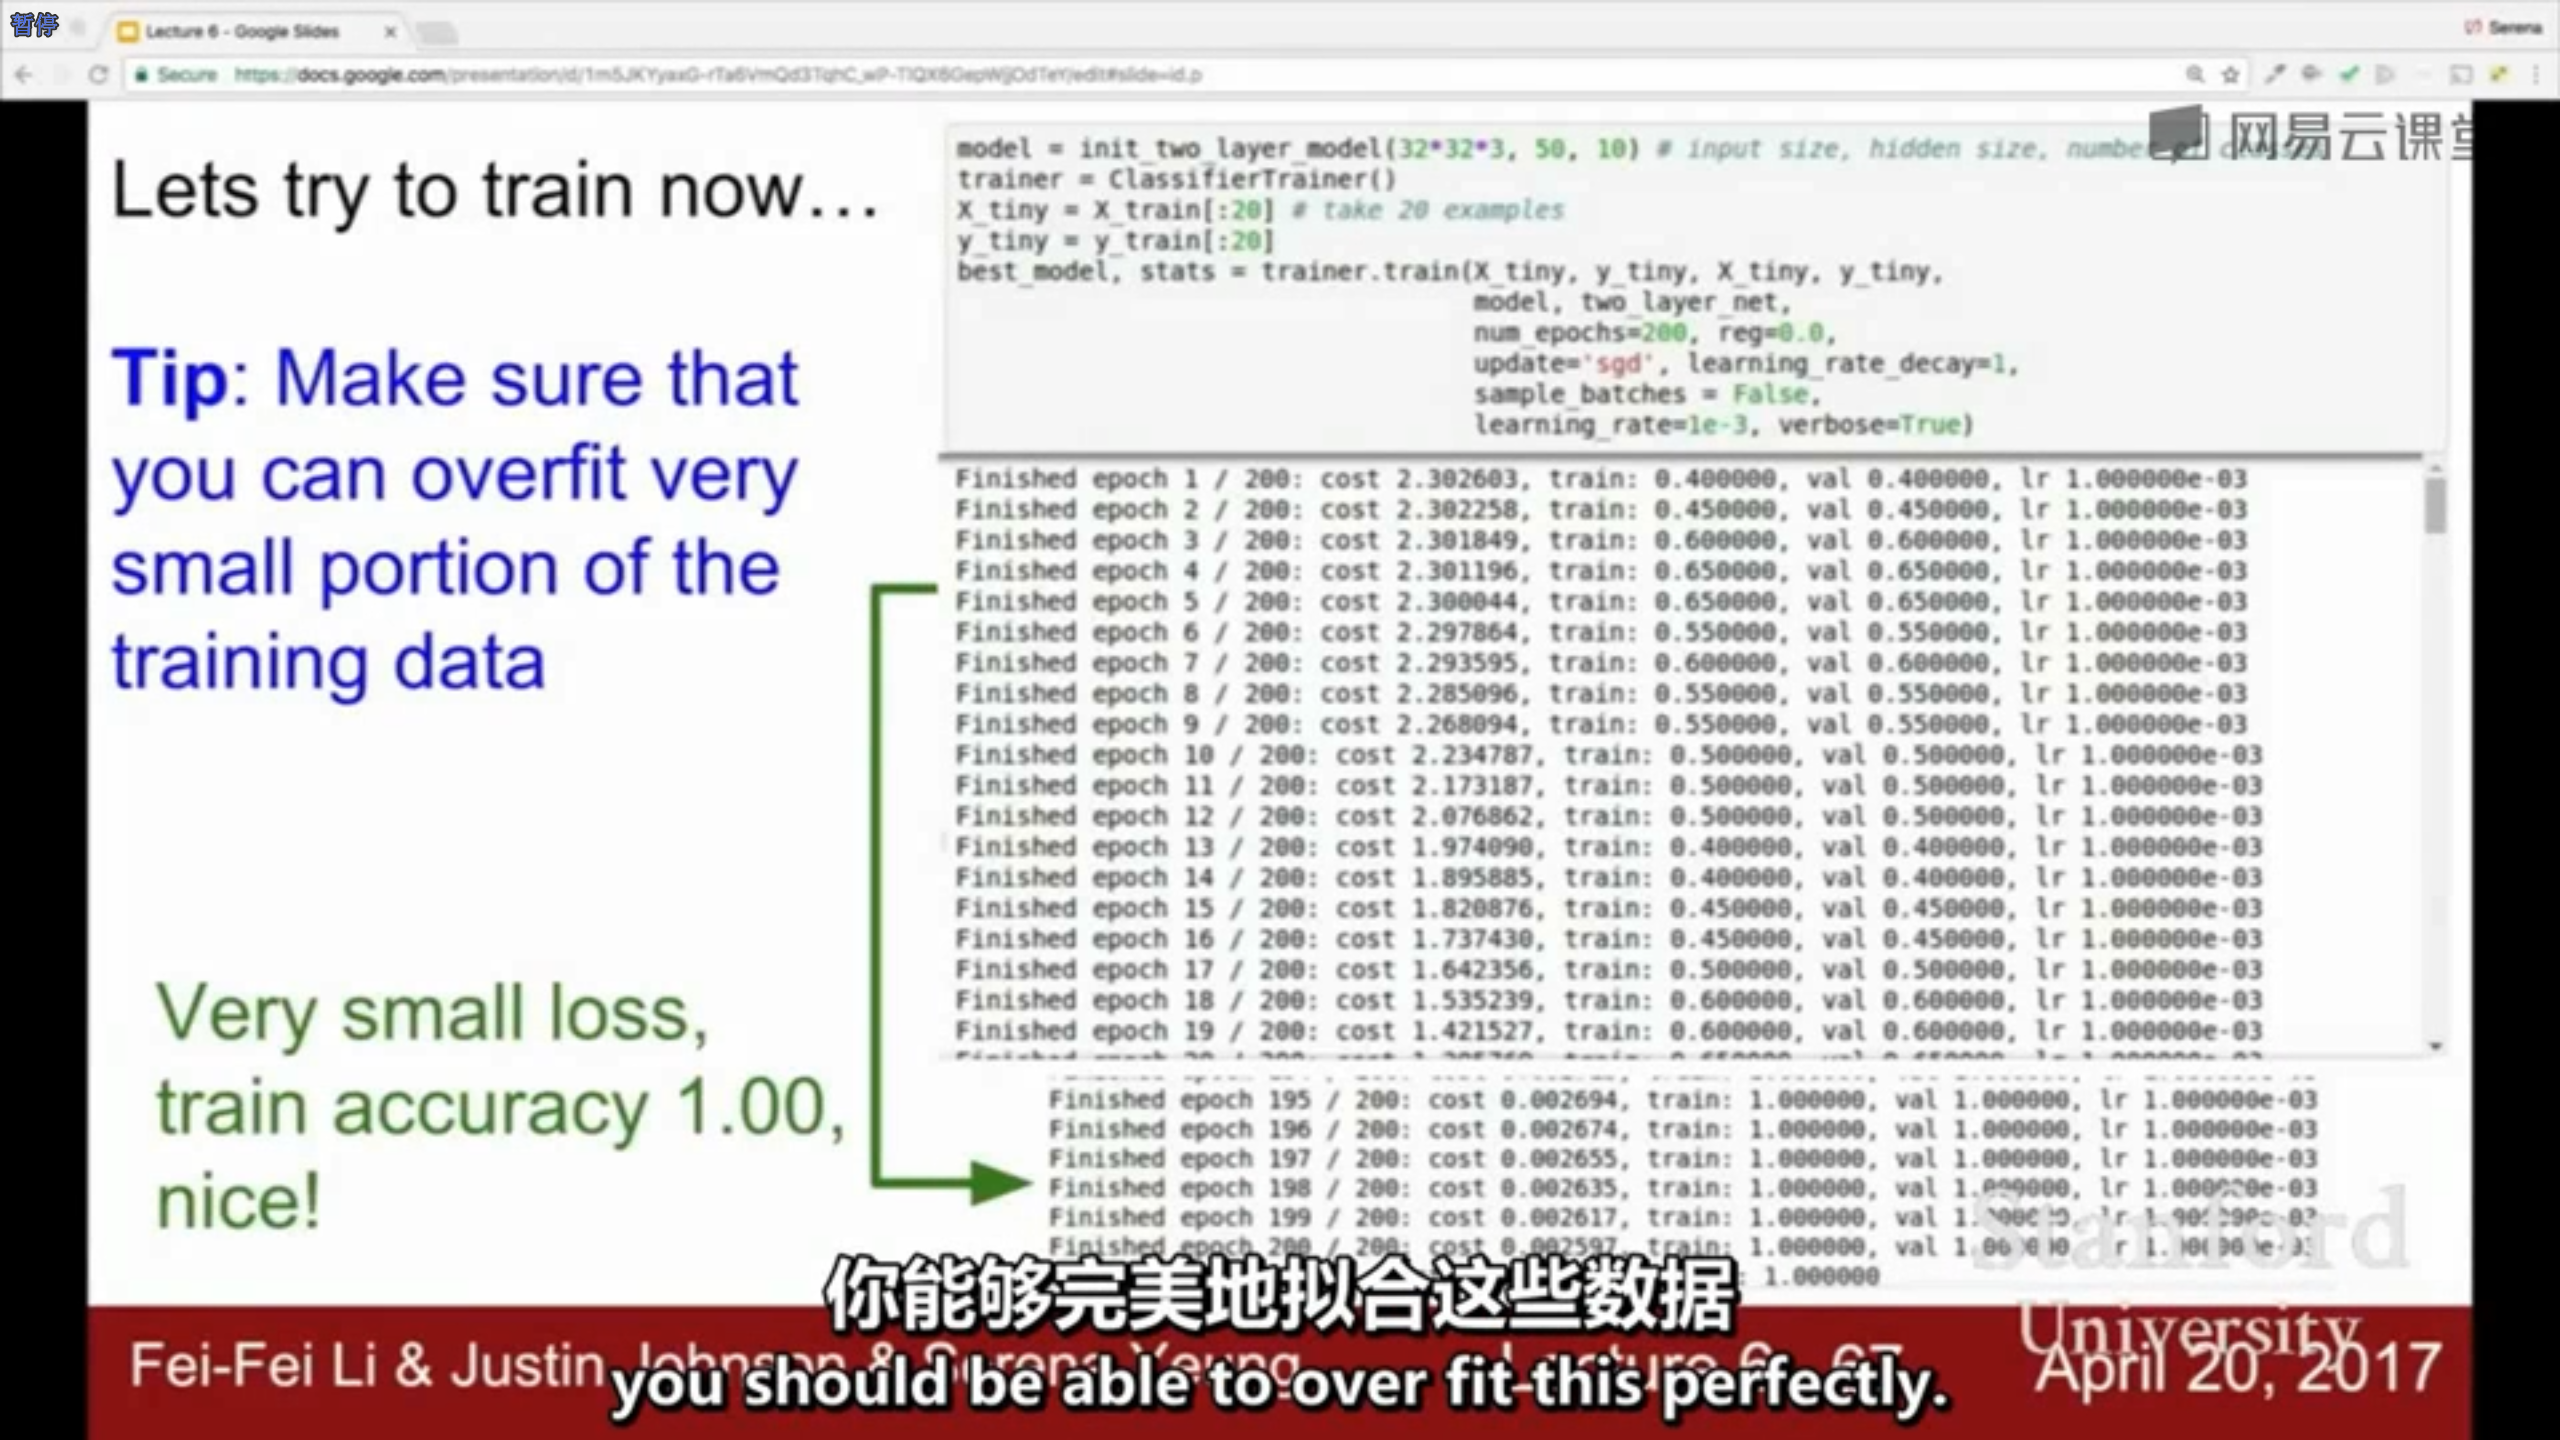 暂停
Lecture 6 - Google Slides
Serena
Secure
Lets try to train now...
Tip: Make sure that
you can overfit very
small portion of the
training data
Very small loss,
train accuracy 1.00,
nice!
网易云课堂
model = init_two_layer_model(32*32*3, 50, 10) # input size, hidden size, number
trainer = ClassifierTrainer()
X_tiny = X_train[:20] # take 20 examples
y_tiny = y_train[:20]
best_model, stats = trainer.train(X_tiny, y_tiny, X_tiny, y_tiny,
model, two_layer_net,
num_epochs=200, reg=0.0,
update='sgd', learning_rate_decay=1,
sample_batches = False,
learning_rate=1e-3, verbose=True)
Finished epoch 1 / 200: cost 2.302603, train: 0.400000, val 0.400000, lr 1.000000e-03
Finished epoch 2 / 200: cost 2.302258, train: 0.450000, val 0.450000, lr 1.000000e-03
Finished epoch 3 / 200: cost 2.301849, train: 0.600000, val 0.600000, lr 1.000000e-03
Finished epoch 4 / 200: cost 2.301196, train: 0.650000, val 0.650000, lr 1.000000e-03
Finished epoch 5 / 200: cost 2.300044, train: 0.650000, val 0.650000, lr 1.000000e-03
Finished epoch 6 / 200: cost 2.297864, train: 0.550000, val 0.550000, lr 1.000000e-03
Finished epoch 7 / 200: cost 2.293595, train: 0.600000, val 0.600000, lr 1.000000e-03
Finished epoch 8 / 200: cost 2.285096, train: 0.550000, val 0.550000, lr 1.000000e-03
Finished epoch 9 / 200: cost 2.268094, train: 0.550000, val 0.550000, lr 1.000000e-03
Finished epoch 10 / 200: cost 2.234787, train: 0.500000, val 0.500000, lr 1.000000e-03
Finished epoch 11 / 200: cost 2.173187, train: 0.500000, val 0.500000, lr 1.000000e-03
Finished epoch 12 / 200: cost 2.076862, train: 0.500000, val 0.500000, lr 1.000000e-03
Finished epoch 13 / 200: cost 1.974090, train: 0.400000, val 0.400000, lr 1.000000e-03
Finished epoch 14 / 200: cost 1.895885, train: 0.400000, val 0.400000, lr 1.000000e-03
Finished epoch 15 / 200: cost 1.820876, train: 0.450000, val 0.450000, lr 1.000000e-03
Finished epoch 16 / 200: cost 1.737430, train: 0.450000, val 0.450000, lr 1.000000e-03
Finished epoch 17 / 200: cost 1.642356, train: 0.500000, val 0.500000, lr 1.000000e-03
Finished epoch 18 / 200: cost 1.535239, train: 0.600000, val 0.600000, lr 1.000000e-03
Finished epoch 19 / 200: cost 1.421527, train: 0.600000, val 0.600000, lr 1.000000e-03
Finished epoch 195 / 200: cost 0.002694, train: 1.000000, val 1.000000, lr 1.000000e-03
Finished epoch 196 / 200: cost 0.002674, train: 1.000000, val 1.000000, lr 1.000000e-03
Finished epoch 197 / 200: cost 0.002655, train: 1.000000, val 1.000000, lr 1.000000e-03
Finished epoch 198 / 200: cost 0.002635, train: 1.000000, val 1.000000, lr 1.000000e-03
Finished epoch 199 / 200: cost 0.002617, train: 1.000000, val 1.000000, lr 1.000000e-03
Finished epoch 200 / 200: cost 0.002597, train: 1.000000, val 1.000000, lr 1.000000e-03
: 1.000000
Stanford
University
你能够完美地拟合这些数据
Fei-Fei Li & Justin Johnson & Serena Yeung
Lecture 6 - 67
April 20, 2017
you should be able to over fit this perfectly.